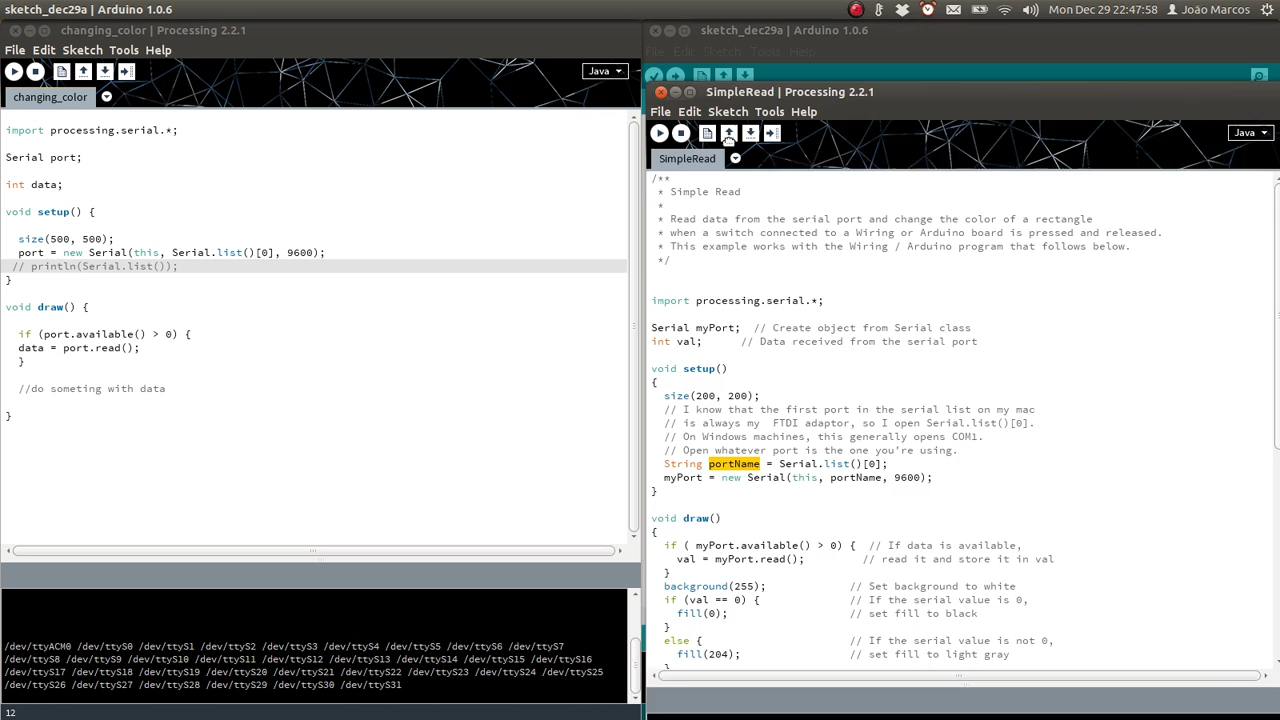 sketch_dec29a | Arduino 1.0.6
Mon Dec 29 22:47:58
João Marcos
changing_color | Processing 2.2.1
File Edit Sketch Tools Help
Java
changing_color
import processing.serial.*;
Serial port;
int data;
void setup() {
size(500, 500);
port = new Serial(this, Serial.list()[0], 9600);
// println(Serial.list());
}
void draw() {
if (port.available() > 0) {
data = port.read();
}
//do someting with data
}
/dev/ttyACM0 /dev/ttyS0 /dev/ttyS1 /dev/ttyS2 /dev/ttyS3 /dev/ttyS4 /dev/ttyS5 /dev/ttyS6 /dev/ttyS7
/dev/ttyS8 /dev/ttyS9 /dev/ttyS10 /dev/ttyS11 /dev/ttyS12 /dev/ttyS13 /dev/ttyS14 /dev/ttyS15 /dev/ttyS16
/dev/ttyS17 /dev/ttyS18 /dev/ttyS19 /dev/ttyS20 /dev/ttyS21 /dev/ttyS22 /dev/ttyS23 /dev/ttyS24 /dev/ttyS25
/dev/ttyS26 /dev/ttyS27 /dev/ttyS28 /dev/ttyS29 /dev/ttyS30 /dev/ttyS31
12
sketch_dec29a | Arduino 1.0.6
File Edit Sketch Tools Help
SimpleRead | Processing 2.2.1
File Edit Sketch Tools Help
Java
SimpleRead
/**
* Simple Read
*
* Read data from the serial port and change the color of a rectangle
* when a switch connected to a Wiring or Arduino board is pressed and released.
* This example works with the Wiring / Arduino program that follows below.
*/
import processing.serial.*;
Serial myPort; // Create object from Serial class
int val; // Data received from the serial port
void setup()
{
size(200, 200);
// I know that the first port in the serial list on my mac
// is always my  FTDI adaptor, so I open Serial.list()[0].
// On Windows machines, this generally opens COM1.
// Open whatever port is the one you're using.
String portName = Serial.list()[0];
myPort = new Serial(this, portName, 9600);
}
void draw()
{
if ( myPort.available() > 0) { // If data is available,
val = myPort.read(); // read it and store it in val
}
background(255); // Set background to white
if (val == 0) { // If the serial value is 0,
fill(0); // set fill to black
}
else { // If the serial value is not 0,
fill(204); // set fill to light gray
}